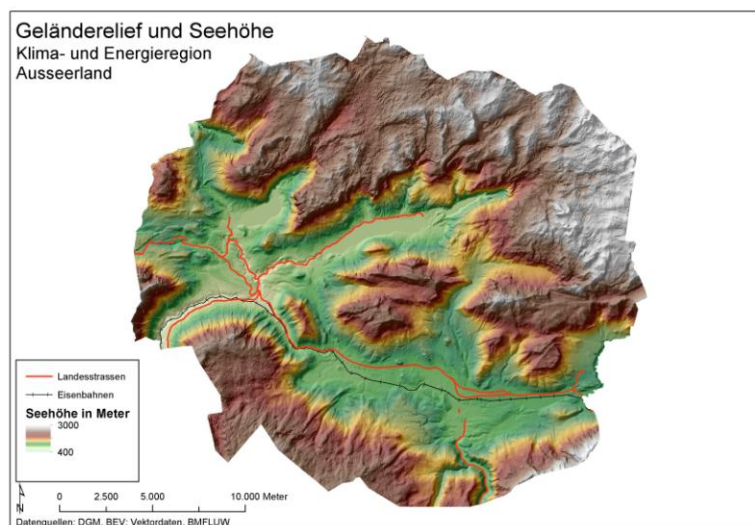 Geländerelief und Seehöhe
Klima- und Energieregion
Ausseerland
Landesstrassen
Eisenbahnen
Seehöhe in Meter
3000
400
N
0 2.500 5.000 10.000 Meter
Datenquellen: DGM, BEV; Vektordaten, BMFLUW